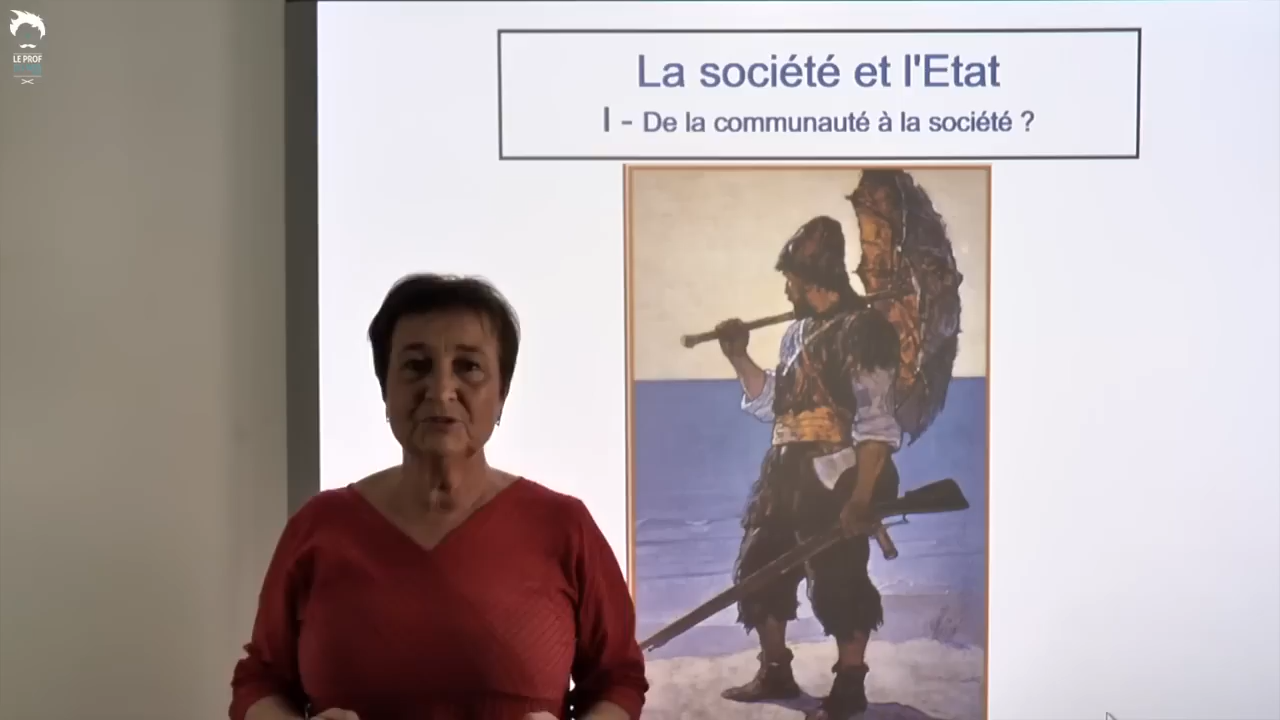 LE PROF
La société et l'Etat
I - De la communauté à la société ?